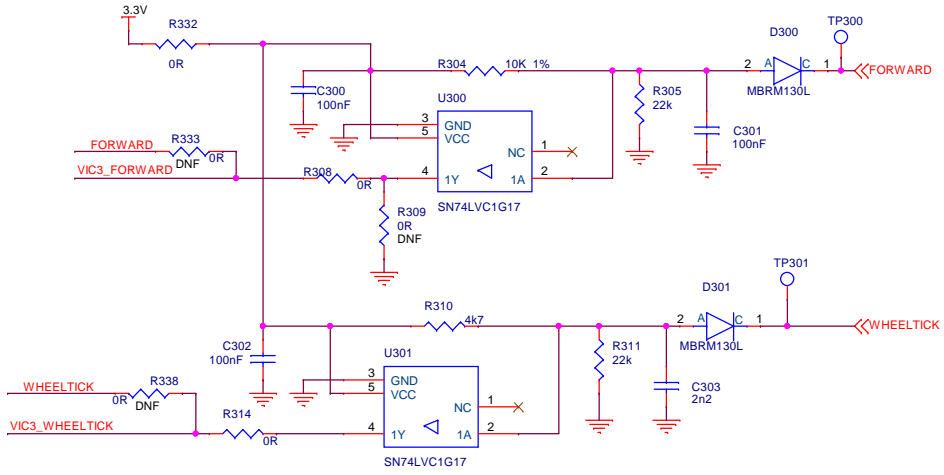 3.3V
R332
0R
TP300
D300
R304
10K 1%
2
A
C
1
FORWARD
MBRM130L
C300
100nF
U300
R305
22k
C301
100nF
3
GND
5
VCC
NC
1
FORWARD
R333
0R
DNF
VIC3_FORWARD
R308
0R
4
1Y
1A
2
SN74LVC1G17
R309
0R
DNF
TP301
D301
R310
4k7
2
A
C
1
WHEELTICK
MBRM130L
C302
100nF
U301
R311
22k
C303
2n2
3
GND
5
VCC
NC
1
WHEELTICK
R338
0R
DNF
VIC3_WHEELTICK
R314
0R
4
1Y
1A
2
SN74LVC1G17